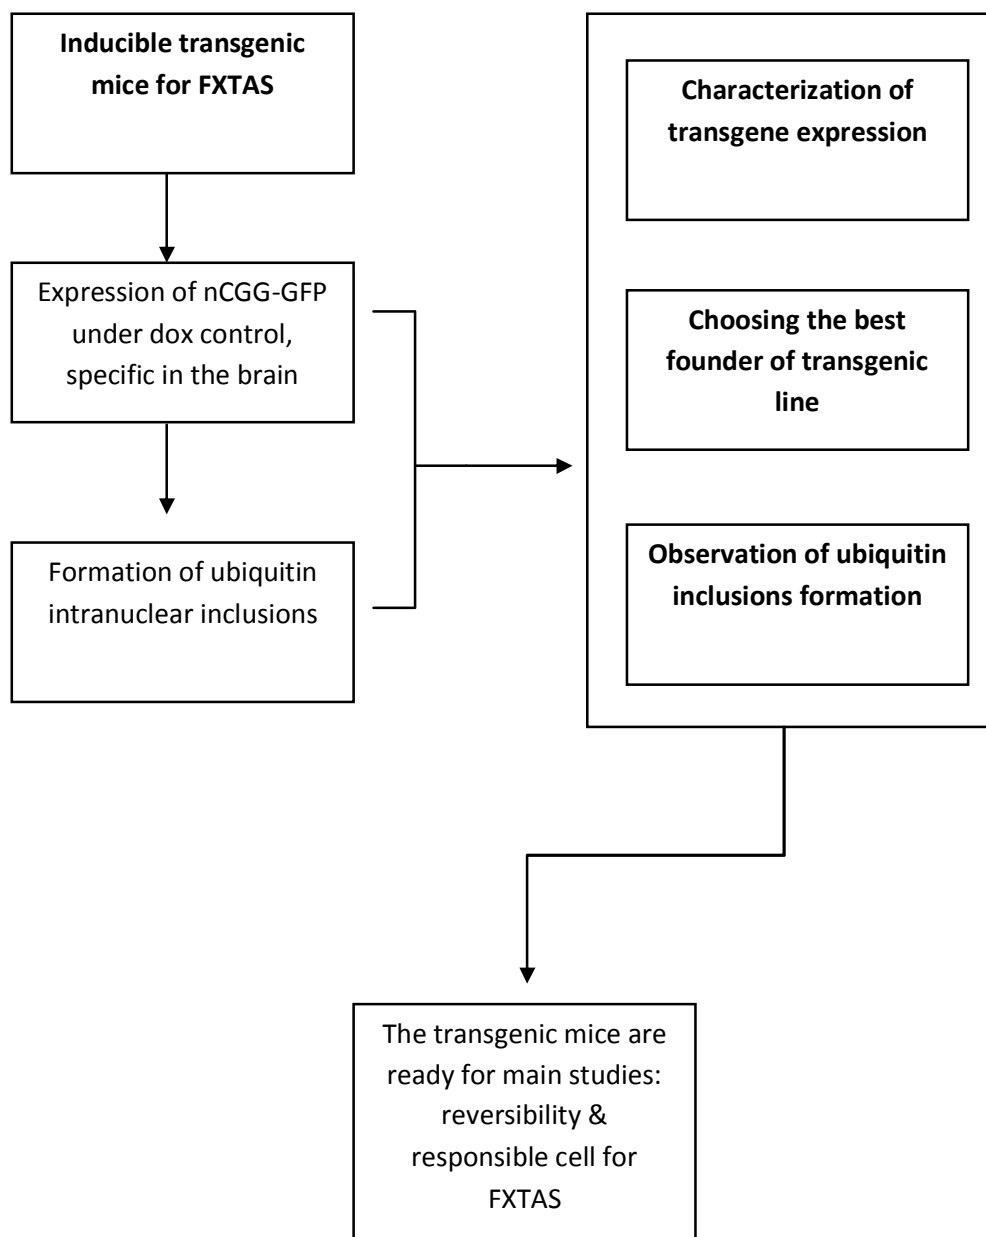 Inducible transgenic
mice for FXTAS
Expression of nCGG-GFP
under dox control,
specific in the brain
Formation of ubiquitin
intranuclear inclusions
Characterization of
transgene expression
Choosing the best
founder of transgenic
line
Observation of ubiquitin
inclusions formation
The transgenic mice are
ready for main studies:
reversibility &
responsible cell for
FXTAS